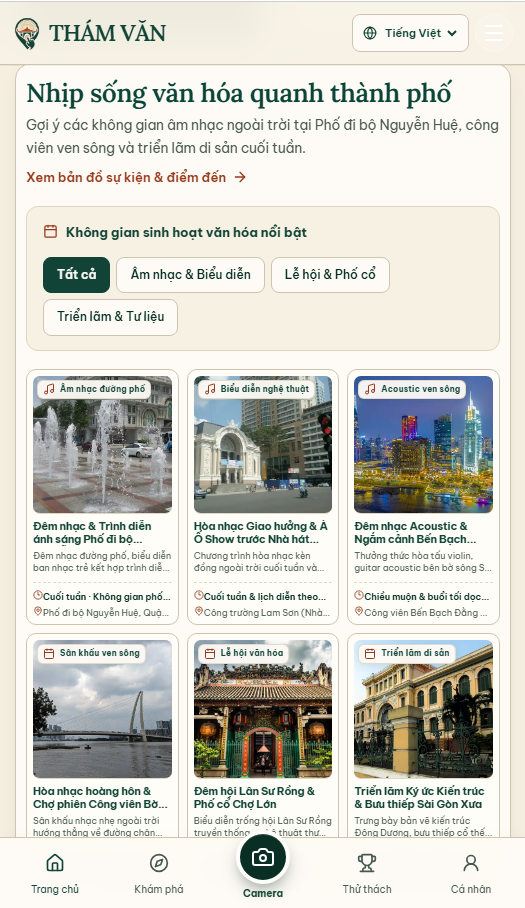 THÁM VĂN
Tiếng Việt
Nhịp sống văn hóa quanh thành phố
Gợi ý các không gian âm nhạc ngoài trời tại Phố đi bộ Nguyễn Huệ, công
viên ven sông và triển lãm di sản cuối tuần.
Xem bản đồ sự kiện & điểm đến →
Không gian sinh hoạt văn hóa nổi bật
Tất cả
Âm nhạc & Biểu diễn
Lễ hội & Phố cổ
Triển lãm & Tư liệu
Âm nhạc đường phố
Đêm nhạc & Trình diễn
ánh sáng Phố đi bộ...
Đêm nhạc đường phố, biểu diễn
ban nhạc trẻ kết hợp trình diễ...
Cuối tuần · Không gian phố...
Phố đi bộ Nguyễn Huệ, Quậ...
Biểu diễn nghệ thuật
Hòa nhạc Giao hưởng & À
Ố Show trước Nhà hát...
Chương trình hòa nhạc kèn
đồng ngoài trời cuối tuần và...
Cuối tuần & lịch diễn theo...
Công trường Lam Sơn (Nhà...
Acoustic ven sông
Đêm nhạc Acoustic &
Ngắm cảnh Bến Bạch...
Thưởng thức hòa tấu violin,
guitar acoustic bên bờ sông S...
Chiều muộn & buổi tối dọc...
Công viên Bến Bạch Đằng ...
Sân khấu ven sông
Hòa nhạc hoàng hôn &
Chợ phiên Công viên Bờ...
Sân khấu nhạc nhẹ ngoài trời
hướng thẳng về đường chân...
Lễ hội văn hóa
Đêm hội Lân Sư Rồng &
Phố cổ Chợ Lớn
Biểu diễn trống hội Lân Sư Rồng
Triển lãm di sản
Triển lãm Ký ức Kiến trúc
& Bưu thiếp Sài Gòn Xưa
Trưng bày bản vẽ kiến trúc
Đông Dương, bưu thiếp cổ thế...
Trang chủ
Khám phá
Camera
Thử thách
Cá nhân